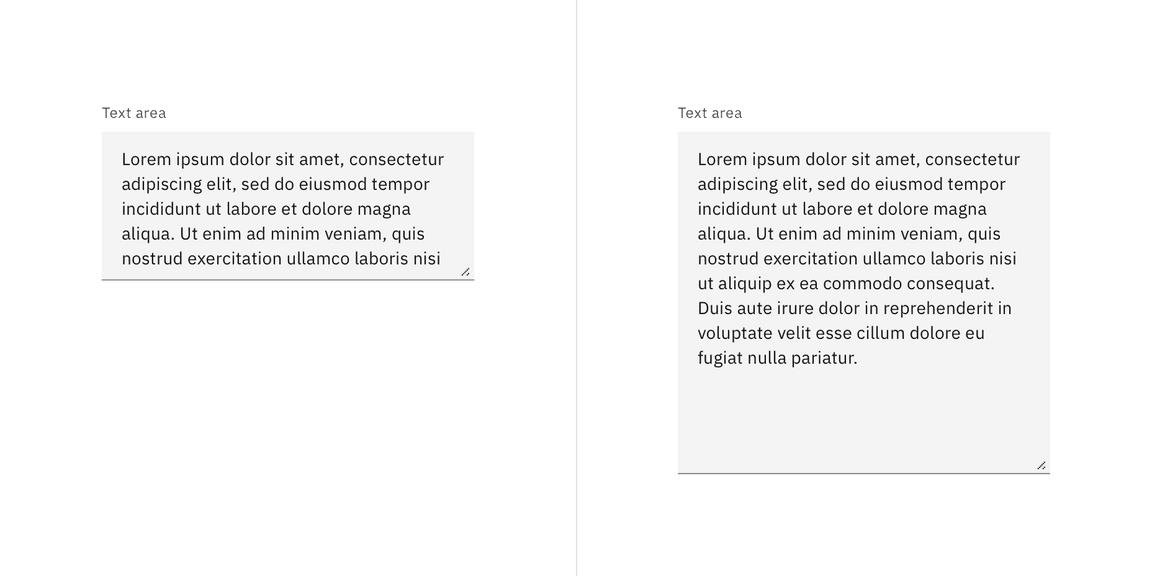 Text area
Lorem ipsum dolor sit amet, consectetur
adipiscing elit, sed do eiusmod tempor
incididunt ut labore et dolore magna
aliqua. Ut enim ad minim veniam, quis
nostrud exercitation ullamco laboris nisi
Text area
Lorem ipsum dolor sit amet, consectetur
adipiscing elit, sed do eiusmod tempor
incididunt ut labore et dolore magna
aliqua. Ut enim ad minim veniam, quis
nostrud exercitation ullamco laboris nisi
ut aliquip ex ea commodo consequat.
Duis aute irure dolor in reprehenderit in
voluptate velit esse cillum dolore eu
fugiat nulla pariatur.